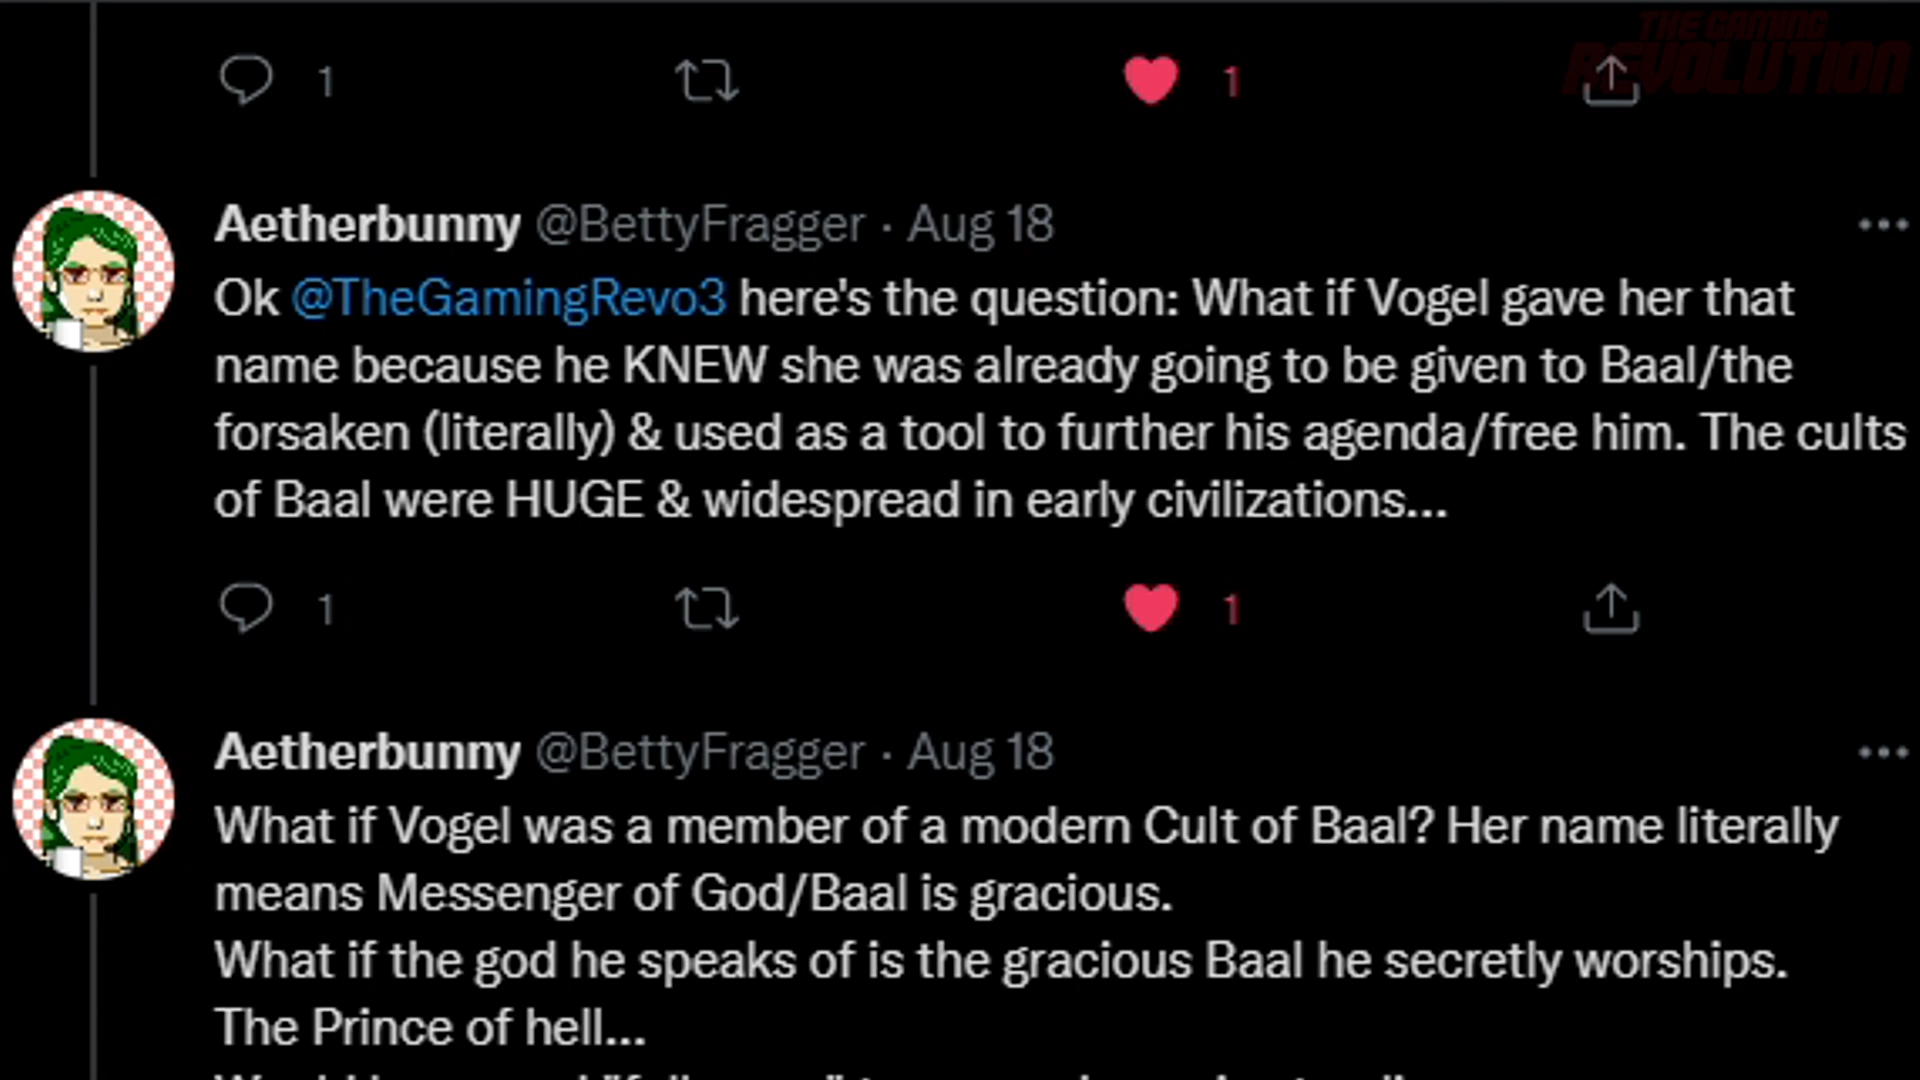 THE GAMING
REVOLUTION
1
1
Aetherbunny @BettyFragger · Aug 18
Ok @TheGamingRevo3 here's the question: What if Vogel gave her that
name because he KNEW she was already going to be given to Baal/the
forsaken (literally) & used as a tool to further his agenda/free him. The cults
of Baal were HUGE & widespread in early civilizations...
1
1
Aetherbunny @BettyFragger · Aug 18
What if Vogel was a member of a modern Cult of Baal? Her name literally
means Messenger of God/Baal is gracious.
What if the god he speaks of is the gracious Baal he secretly worships.
The Prince of hell...